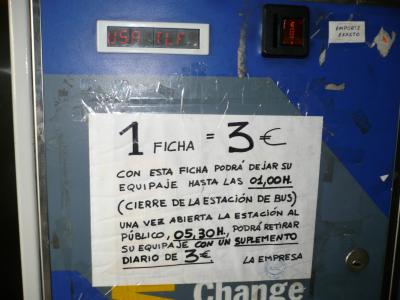 USA TLF.
IMPORTE
EXACTO
1 FICHA = 3 €
CON ESTA FICHA PODRÁ DEJAR SU
EQUIPAJE HASTA LAS 01,00H.
(CIERRE DE LA ESTACIÓN DE BUS)
UNA VEZ ABIERTA LA ESTACIÓN AL
PÚBLICO, 05,30H., PODRÁ RETIRAR
SU EQUIPAJE CON UN SUPLEMENTO
DIARIO DE 3€.
LA EMPRESA
Change